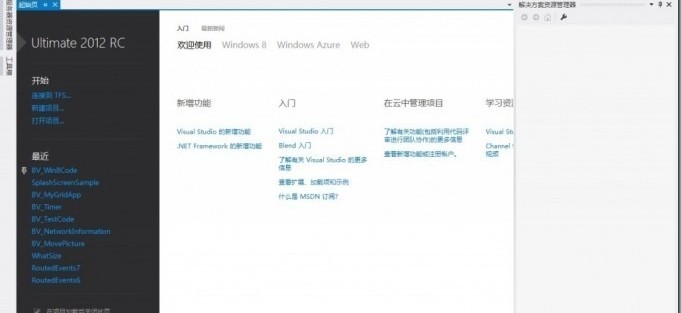 起始页
解决方案资源管理器
工具箱
Ultimate 2012 RC
开始
连接到 TFS...
新建项目...
打开项目...
最近
BV_Win8Code
SplashScreenSample
BV_MyGridApp
BV_Timer
BV_TestCode
BV_NetworkInformation
BV_MovePicture
WhatSize
RoutedEvents7
RoutedEvents6
入门 最新新闻
欢迎使用 Windows 8 Windows Azure Web
新增功能
Visual Studio 的新增功能
.NET Framework 的新增功能
入门
Visual Studio 入门
Blend 入门
了解有关 Visual Studio 的更多
信息
查看扩展、加载项和示例
什么是 MSDN 订阅?
在云中管理项目
了解有关功能(包括利用代码评
审进行团队协作)的更多信息
查看新增功能或注册帐户。
学习资源
Channel
视频